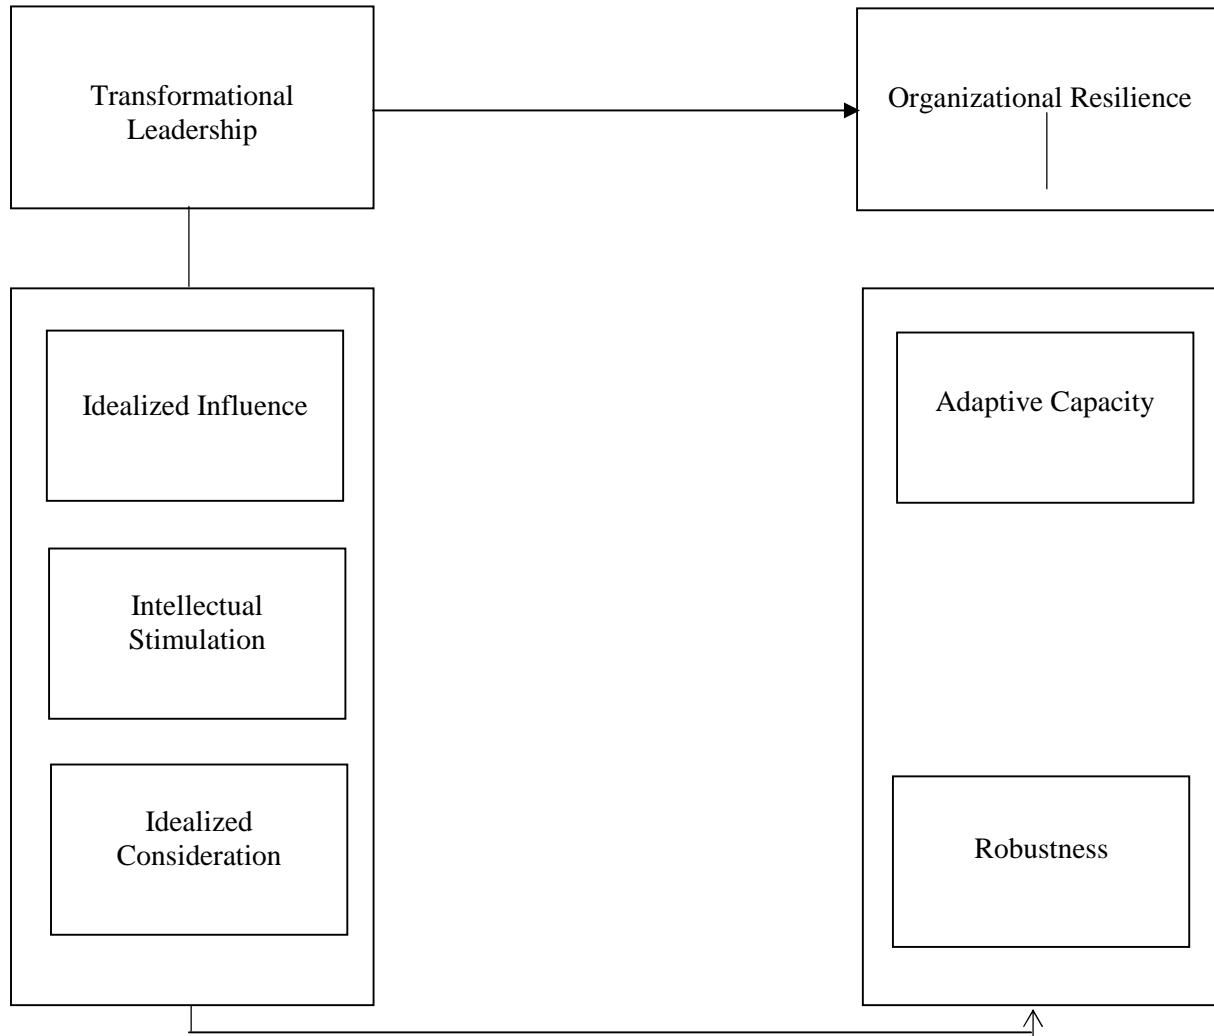 Transformational
Leadership
Organizational Resilience
Idealized Influence
Adaptive Capacity
Intellectual
Stimulation
Idealized
Consideration
Robustness